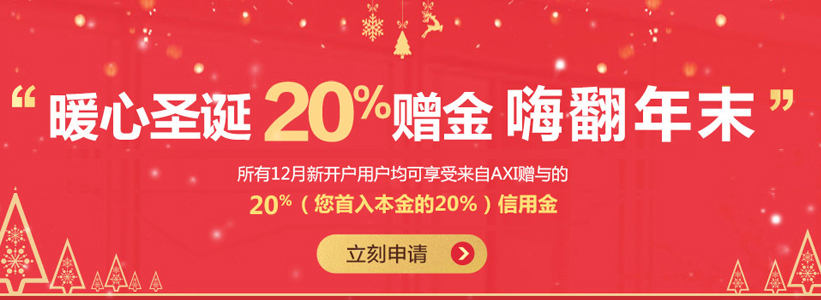 “暖心圣诞20%赠金 嗨翻年末”
所有12月新开户用户均可享受来自AXI赠与的
20%（您首入本金的20%）信用金
立刻申请